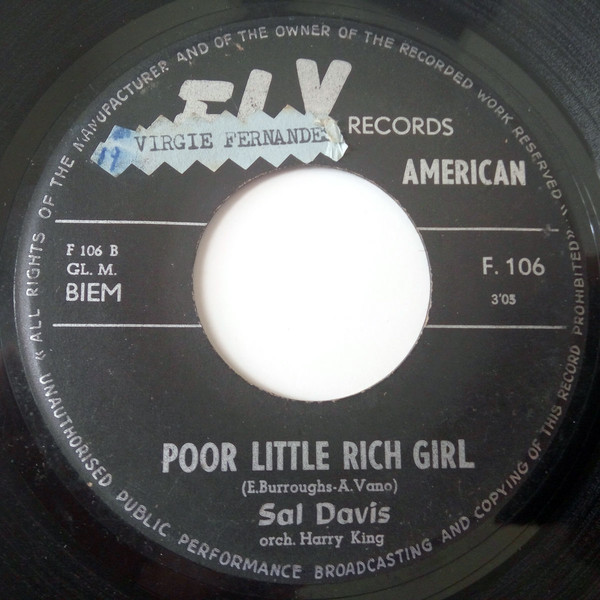 « ALL RIGHTS OF THE MANUFACTURER AND OF THE OWNER OF THE RECORDED WORK RESERVED «
RECORDS
19 VIRGIE FERNANDE
AMERICAN
F 106 B
GL. M.
BIEM
F. 106
3'05
POOR LITTLE RICH GIRL
(E.Burroughs-A.Vano)
Sal Davis
orch. Harry King
UNAUTHORISED PUBLIC PERFORMANCE BROADCASTING AND COPYING OF THIS RECORD PROHIBITED»